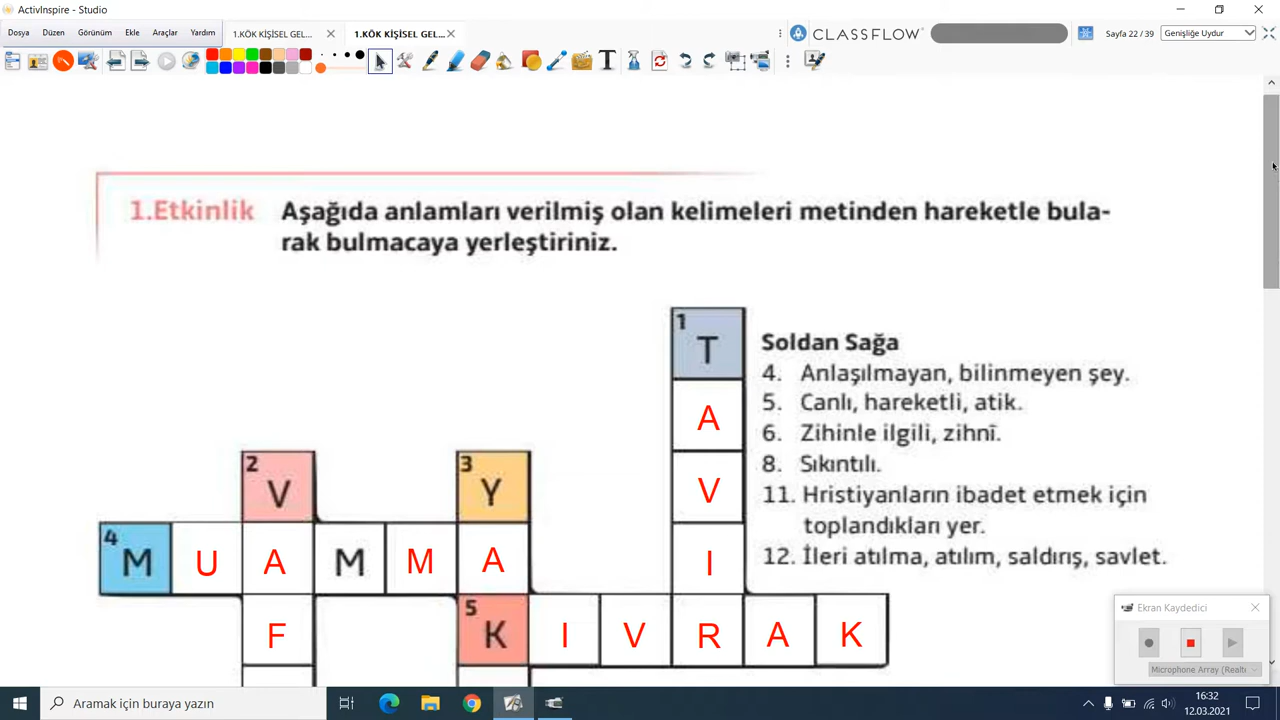 ActivInspire - Studio
Dosya Düzen Görünüm Ekle Araçlar Yardım
1.KÖK KİŞİSEL GEL...
1.KÖK KİŞİSEL GEL...
CLASSFLOW
Sayfa 22 / 39
Genişliğe Uydur
1.Etkinlik Aşağıda anlamları verilmiş olan kelimeleri metinden hareketle bula-
rak bulmacaya yerleştiriniz.
1
T
Soldan Sağa
4. Anlaşılmayan, bilinmeyen şey.
A
5. Canlı, hareketli, atik.
6. Zihinle ilgili, zihnî.
2
V
3
Y
V
8. Sıkıntılı.
11. Hristiyanların ibadet etmek için
toplandıkları yer.
4
M U A M M A
I
12. İleri atılma, atılım, saldırış, savlet.
F
5
K I V R A K
Ekran Kaydedici
Microphone Array (Realt
Aramak için buraya yazın
16:32
12.03.2021